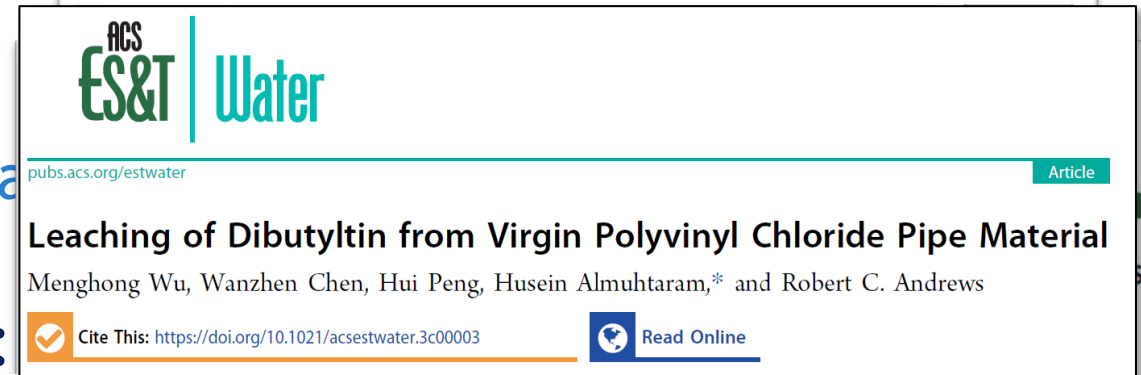 ACS
ES&T Water
pubs.acs.org/estwater Article
Leaching of Dibutyltin from Virgin Polyvinyl Chloride Pipe Material
Menghong Wu, Wanzhen Chen, Hui Peng, Husein Almuhtaram,* and Robert C. Andrews
Cite This: https://doi.org/10.1021/acsestwater.3c00003 Read Online